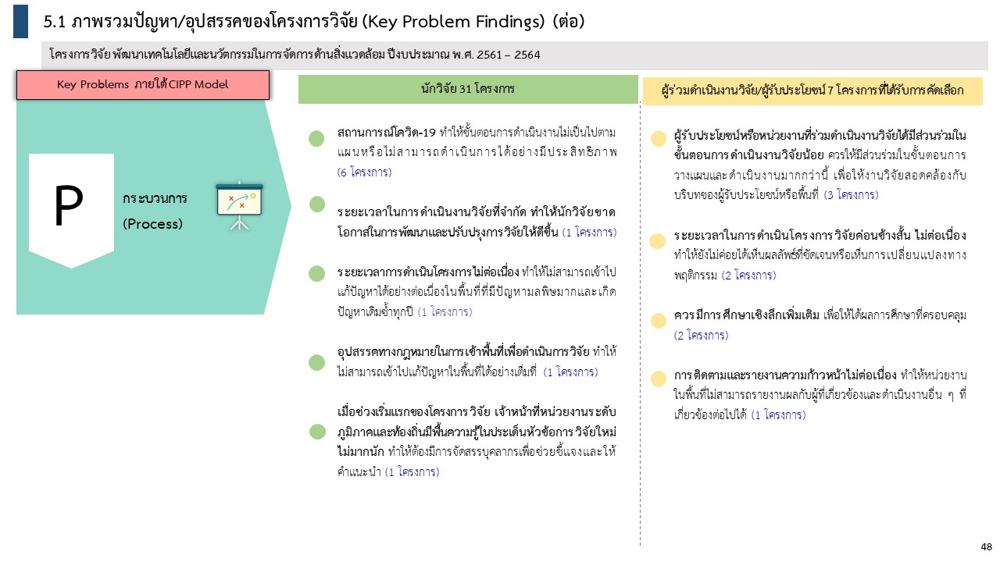 5.1 ภาพรวมปัญหา/อุปสรรคของโครงการวิจัย (Key Problem Findings) (ต่อ)
โครงการวิจัย พัฒนาเทคโนโลยีและนวัตกรรมในการจัดการด้านสิ่งแวดล้อม ปีงบประมาณ พ.ศ. 2561 – 2564
Key Problems ภายใต้ CIPP Model
P
กระบวนการ
(Process)
นักวิจัย 31 โครงการ
สถานการณ์โควิด-19 ทำให้ขั้นตอนการดำเนินงานไม่เป็นไปตาม
แผนหรือไม่สามารถดำเนินการได้อย่างมีประสิทธิภาพ
(6 โครงการ)
ระยะเวลาในการดำเนินงานวิจัยที่จำกัด ทำให้นักวิจัยขาด
โอกาสในการพัฒนาและปรับปรุงการวิจัยให้ดีขึ้น (1 โครงการ)
ระยะเวลาการดำเนินโครงการไม่ต่อเนื่อง ทำให้ไม่สามารถเข้าไป
แก้ปัญหาได้อย่างต่อเนื่องในพื้นที่ที่มีปัญหามลพิษมากและเกิด
ปัญหาเดิมซ้ำทุกปี (1 โครงการ)
อุปสรรคทางกฎหมายในการเข้าพื้นที่เพื่อดำเนินการวิจัย ทำให้
ไม่สามารถเข้าไปแก้ปัญหาในพื้นที่ได้อย่างเต็มที่ (1 โครงการ)
เมื่อช่วงเริ่มแรกของโครงการวิจัย เจ้าหน้าที่หน่วยงานระดับ
ภูมิภาคและท้องถิ่นมีพื้นความรู้ในประเด็นหัวข้อการวิจัยใหม่
ไม่มากนัก ทำให้ต้องมีการจัดสรรบุคลากรเพื่อช่วยชี้แจงและให้
คำแนะนำ (1 โครงการ)
ผู้ร่วมดำเนินงานวิจัย/ผู้รับประโยชน์ 7 โครงการที่ได้รับการคัดเลือก
ผู้รับประโยชน์หรือหน่วยงานที่ร่วมดำเนินงานวิจัยได้มีส่วนร่วมใน
ขั้นตอนการดำเนินงานวิจัยน้อย ควรให้มีส่วนร่วมในขั้นตอนการ
วางแผนและดำเนินงานมากกว่านี้ เพื่อให้งานวิจัยสอดคล้องกับ
บริบทของผู้รับประโยชน์หรือพื้นที่ (3 โครงการ)
ระยะเวลาในการดำเนินโครงการวิจัยค่อนข้างสั้น ไม่ต่อเนื่อง
ทำให้ยังไม่ค่อยได้เห็นผลลัพธ์ที่ชัดเจนหรือเห็นการเปลี่ยนแปลงทาง
พฤติกรรม (2 โครงการ)
ควรมีการศึกษาเชิงลึกเพิ่มเติม เพื่อให้ได้ผลการศึกษาที่ครอบคลุม
(2 โครงการ)
การติดตามและรายงานความก้าวหน้าไม่ต่อเนื่อง ทำให้หน่วยงาน
ในพื้นที่ไม่สามารถรายงานผลกับผู้ที่เกี่ยวข้องและดำเนินงานอื่น ๆ ที่
เกี่ยวข้องต่อไปได้ (1 โครงการ)
48